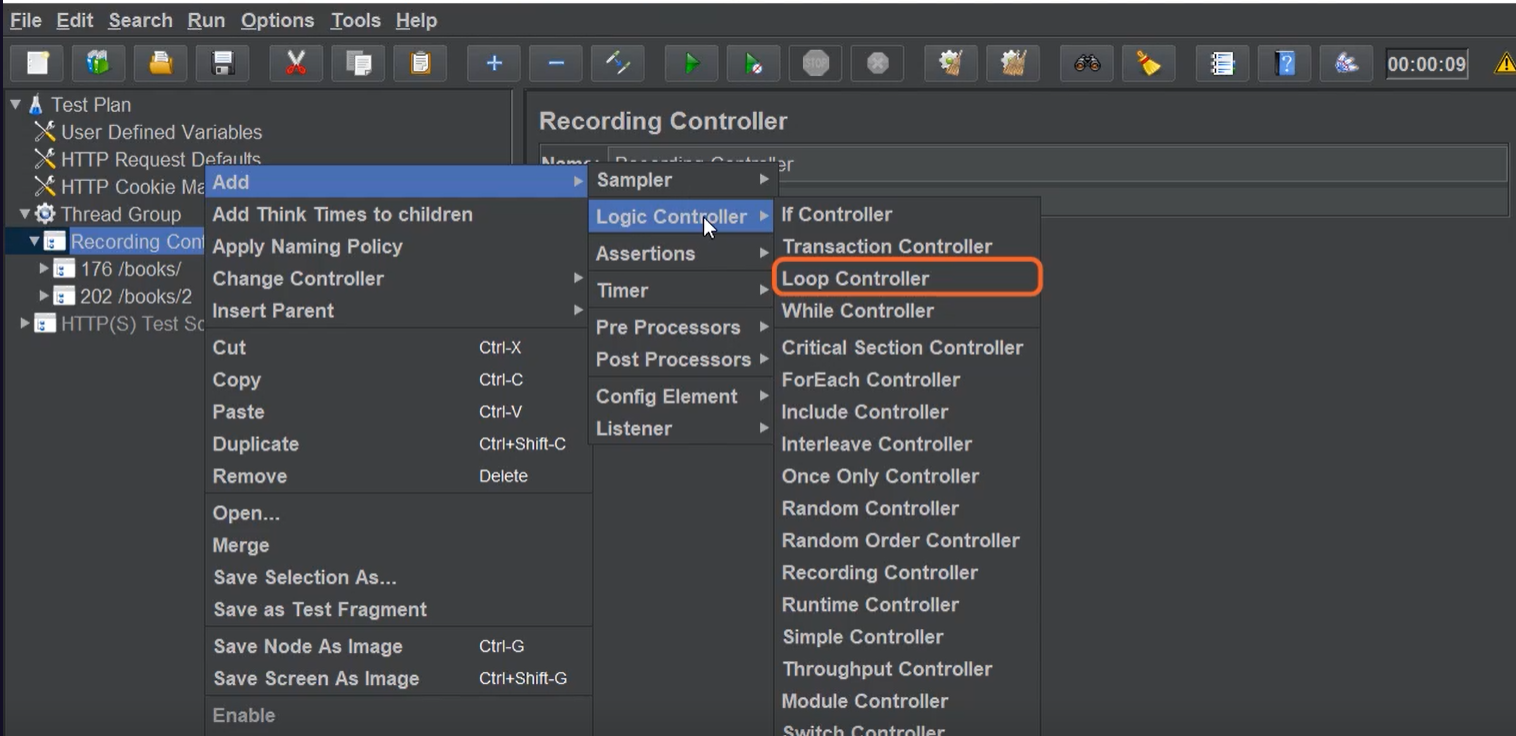 File Edit Search Run Options Tools Help
STOP
00:00:09
Test Plan
User Defined Variables
HTTP Request Defaults
HTTP Cookie Ma
Thread Group
Recording Cont
176 /books/
202 /books/2
HTTP(S) Test Sc
Recording Controller
Name: Recording Controller
Add
Add Think Times to children
Apply Naming Policy
Change Controller
Insert Parent
Cut Ctrl-X
Copy Ctrl-C
Paste Ctrl-V
Duplicate Ctrl+Shift-C
Remove Delete
Open...
Merge
Save Selection As...
Save as Test Fragment
Save Node As Image Ctrl-G
Save Screen As Image Ctrl+Shift-G
Enable
Sampler
Logic Controller
Assertions
Timer
Pre Processors
Post Processors
Config Element
Listener
If Controller
Transaction Controller
Loop Controller
While Controller
Critical Section Controller
ForEach Controller
Include Controller
Interleave Controller
Once Only Controller
Random Controller
Random Order Controller
Recording Controller
Runtime Controller
Simple Controller
Throughput Controller
Module Controller
Switch Controller